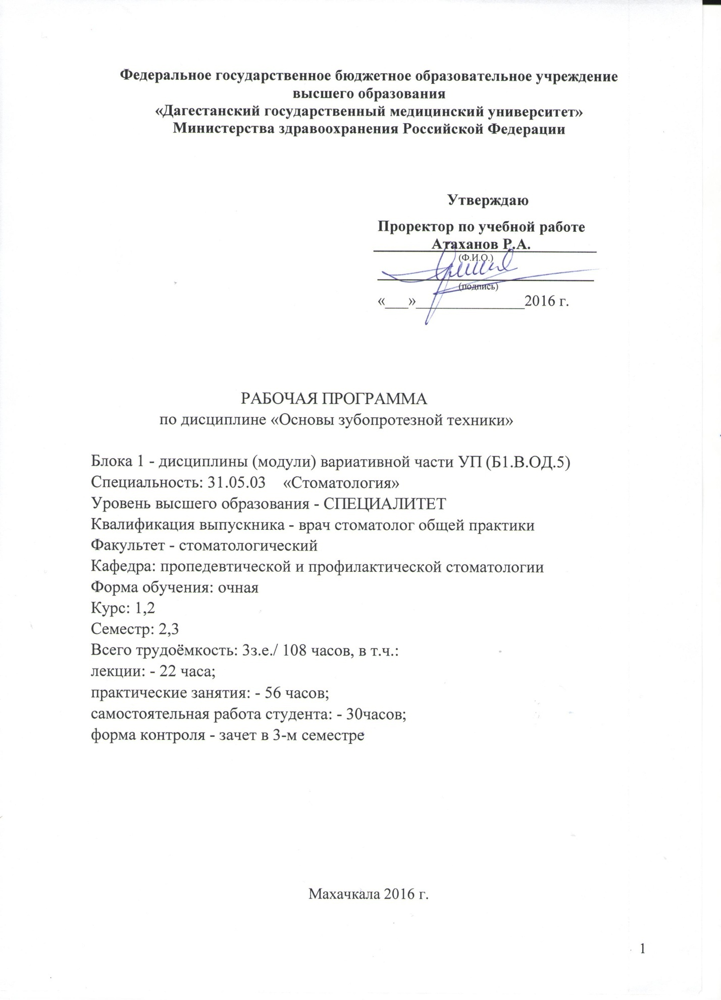 Федеральное государственное бюджетное образовательное учреждение
высшего образования
«Дагестанский государственный медицинский университет»
Министерства здравоохранения Российской Федерации
Утверждаю
Проректор по учебной работе
Атаханов Р.А.
(Ф.И.О.)
(подпись)
«___»______________2016 г.
РАБОЧАЯ ПРОГРАММА
по дисциплине «Основы зубопротезной техники»
Блока 1 - дисциплины (модули) вариативной части УП (Б1.В.ОД.5)
Специальность: 31.05.03 «Стоматология»
Уровень высшего образования - СПЕЦИАЛИТЕТ
Квалификация выпускника - врач стоматолог общей практики
Факультет - стоматологический
Кафедра: пропедевтической и профилактической стоматологии
Форма обучения: очная
Курс: 1,2
Семестр: 2,3
Всего трудоёмкость: 3з.е./ 108 часов, в т.ч.:
лекции: - 22 часа;
практические занятия: - 56 часов;
самостоятельная работа студента: - 30часов;
форма контроля - зачет в 3-м семестре
Махачкала 2016 г.
1